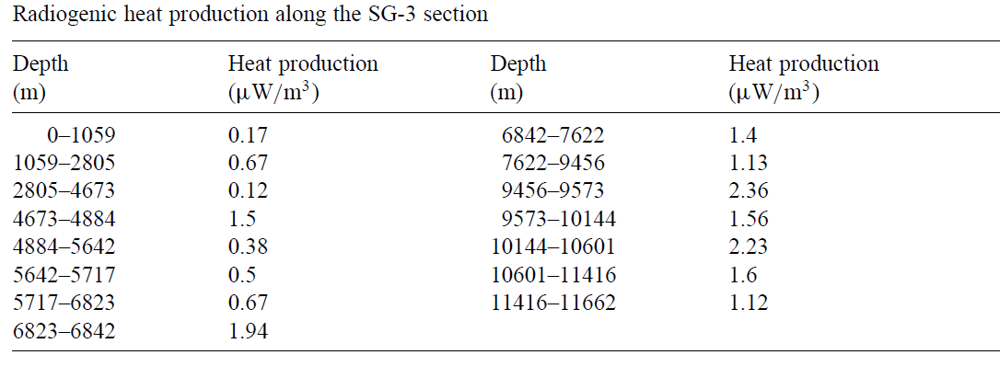 Radiogenic heat production along the SG-3 section
Depth Heat production Depth Heat production
(m) (μW/m³) (m) (μW/m³)
0–1059 0.17 6842–7622 1.4
1059–2805 0.67 7622–9456 1.13
2805–4673 0.12 9456–9573 2.36
4673–4884 1.5 9573–10144 1.56
4884–5642 0.38 10144–10601 2.23
5642–5717 0.5 10601–11416 1.6
5717–6823 0.67 11416–11662 1.12
6823–6842 1.94